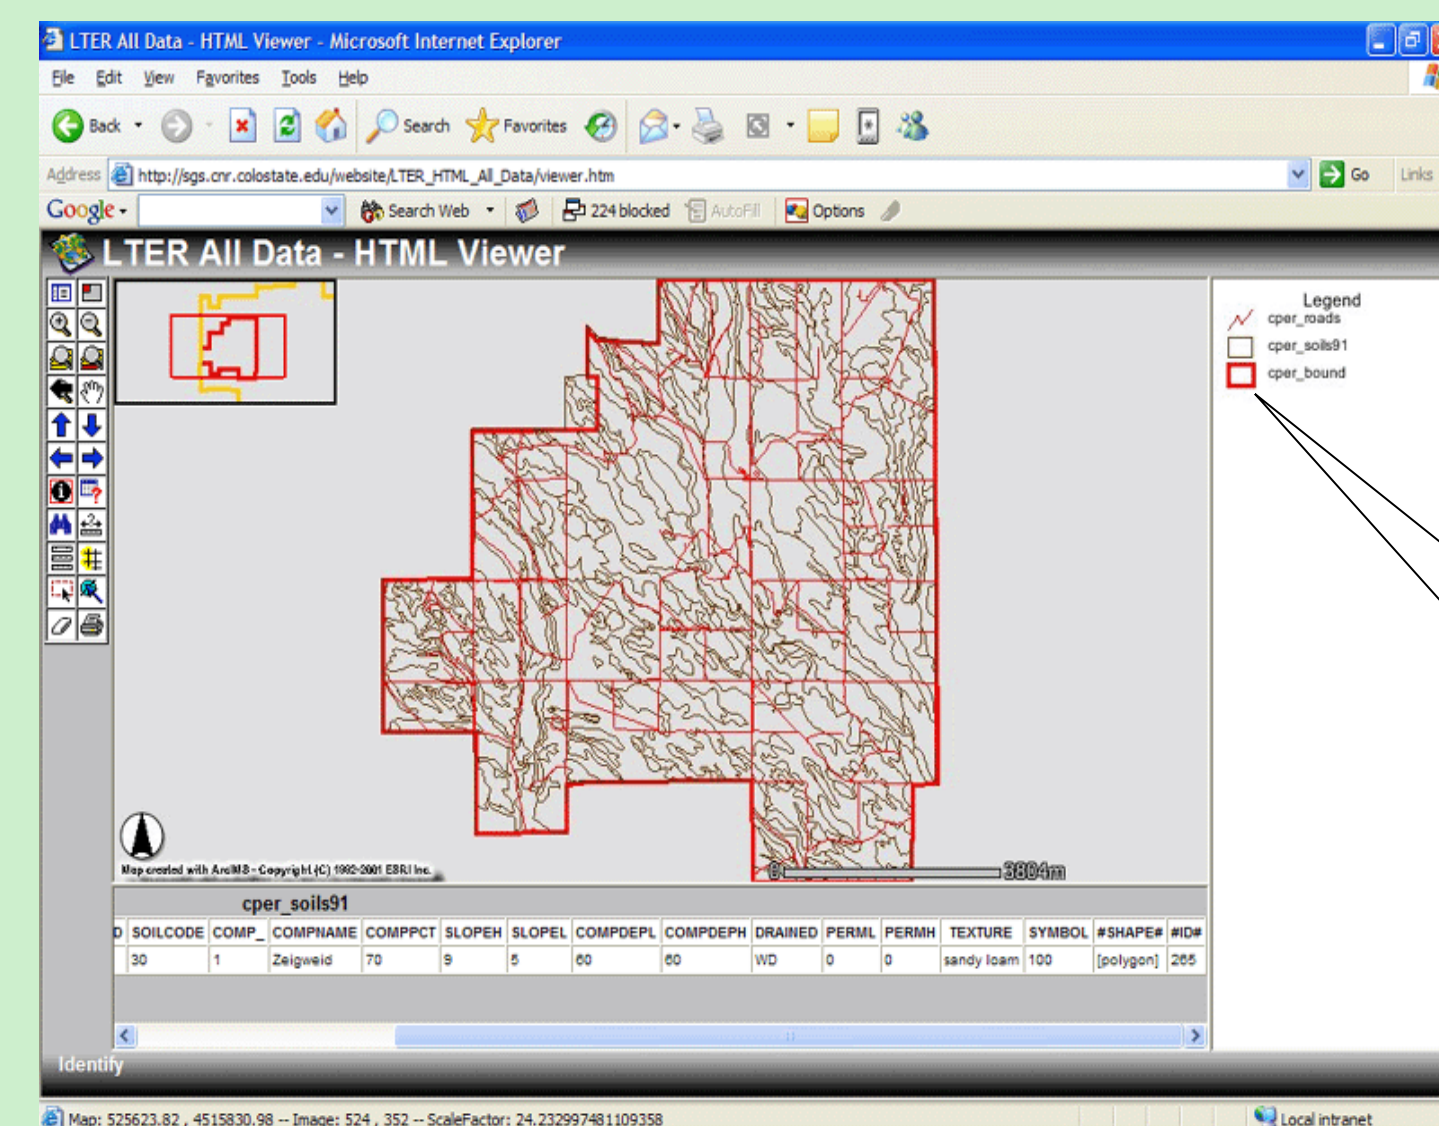 LTER All Data - HTML Viewer - Microsoft Internet Explorer
File Edit View Favorites Tools Help
Back Search Favorites
Address http://sgs.cnr.colostate.edu/website/LTER_HTML_All_Data/viewer.htm Go Links
Google Search Web 224 blocked AutoFill Options
LTER All Data - HTML Viewer
Legend
cper_roads
cper_soils91
cper_bound
Map created with ArcIMS - Copyright (C) 1992-2001 ESRI Inc.
0 3804m
cper_soils91
D SOILCODE COMP_ COMPNAME COMPPCT SLOPEH SLOPEL COMPDEPL COMPDEPH DRAINED PERML PERMH TEXTURE SYMBOL #SHAPE# #ID#
30 1 Zeigweid 70 9 5 60 60 WD 0 0 sandy loam 100 [polygon] 265
Identify
Map: 525623.82 , 4515830.98 -- Image: 524 , 352 -- ScaleFactor: 24.232997481109358 Local intranet